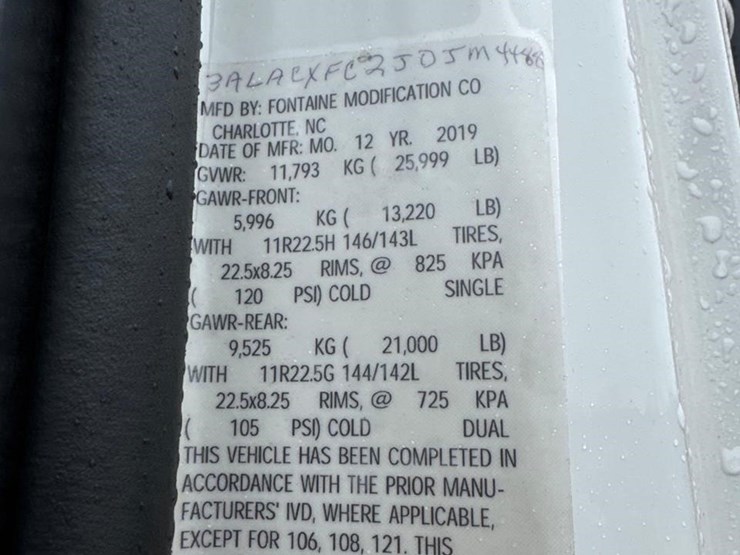 MFD BY: FONTAINE MODIFICATION CO
CHARLOTTE, NC
DATE OF MFR: MO. 12 YR. 2019
GVWR: 11,793 KG ( 25,999 LB)
GAWR-FRONT:
5,996 KG ( 13,220 LB)
WITH 11R22.5H 146/143L TIRES,
22.5x8.25 RIMS, @ 825 KPA
( 120 PSI) COLD SINGLE
GAWR-REAR:
9,525 KG ( 21,000 LB)
WITH 11R22.5G 144/142L TIRES,
22.5x8.25 RIMS, @ 725 KPA
( 105 PSI) COLD DUAL
THIS VEHICLE HAS BEEN COMPLETED IN
ACCORDANCE WITH THE PRIOR MANU-
FACTURERS' IVD, WHERE APPLICABLE,
EXCEPT FOR 106, 108, 121. THIS